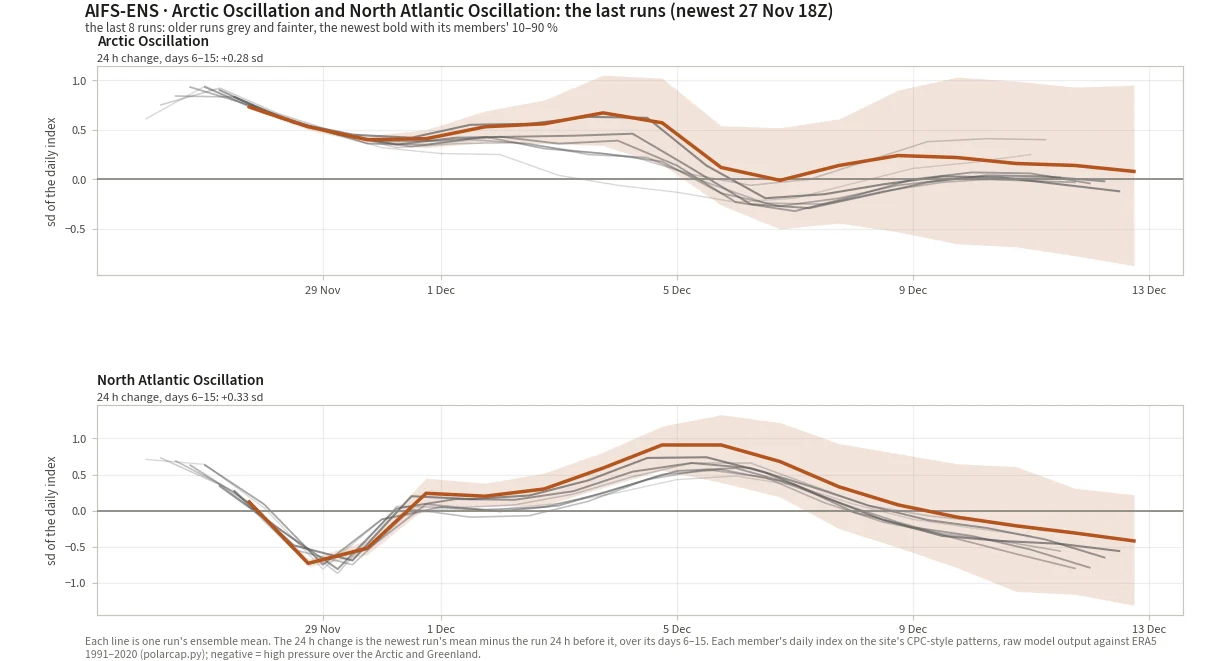 AIFS-ENS · Arctic Oscillation and North Atlantic Oscillation: the last runs (newest 27 Nov 18Z)
the last 8 runs: older runs grey and fainter, the newest bold with its members' 10–90 %
Arctic Oscillation
24 h change, days 6–15: +0.28 sd
1.0
0.5
0.0
−0.5
sd of the daily index
29 Nov
1 Dec
5 Dec
9 Dec
13 Dec
North Atlantic Oscillation
24 h change, days 6–15: +0.33 sd
1.0
0.5
0.0
−0.5
−1.0
sd of the daily index
29 Nov
1 Dec
5 Dec
9 Dec
13 Dec
Each line is one run's ensemble mean. The 24 h change is the newest run's mean minus the run 24 h before it, over its days 6–15. Each member's daily index on the site's CPC-style patterns, raw model output against ERA5
1991–2020 (polarcap.py); negative = high pressure over the Arctic and Greenland.